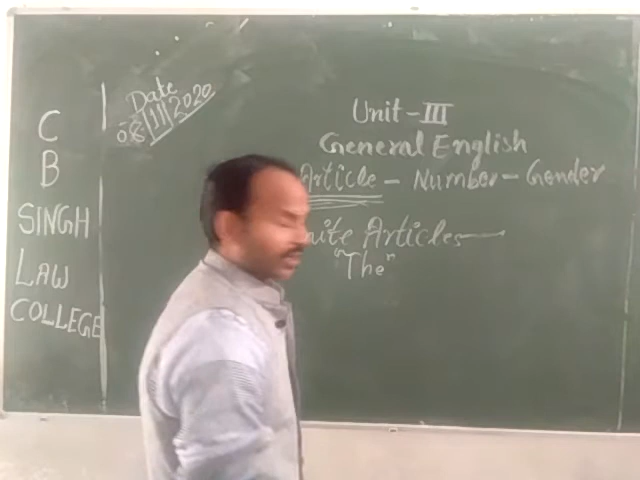 C
B
SINGH
LAW
COLLEGE
Date
08/11/2020
Unit-III
General English
Article - Number - Gender
Articles
"The"